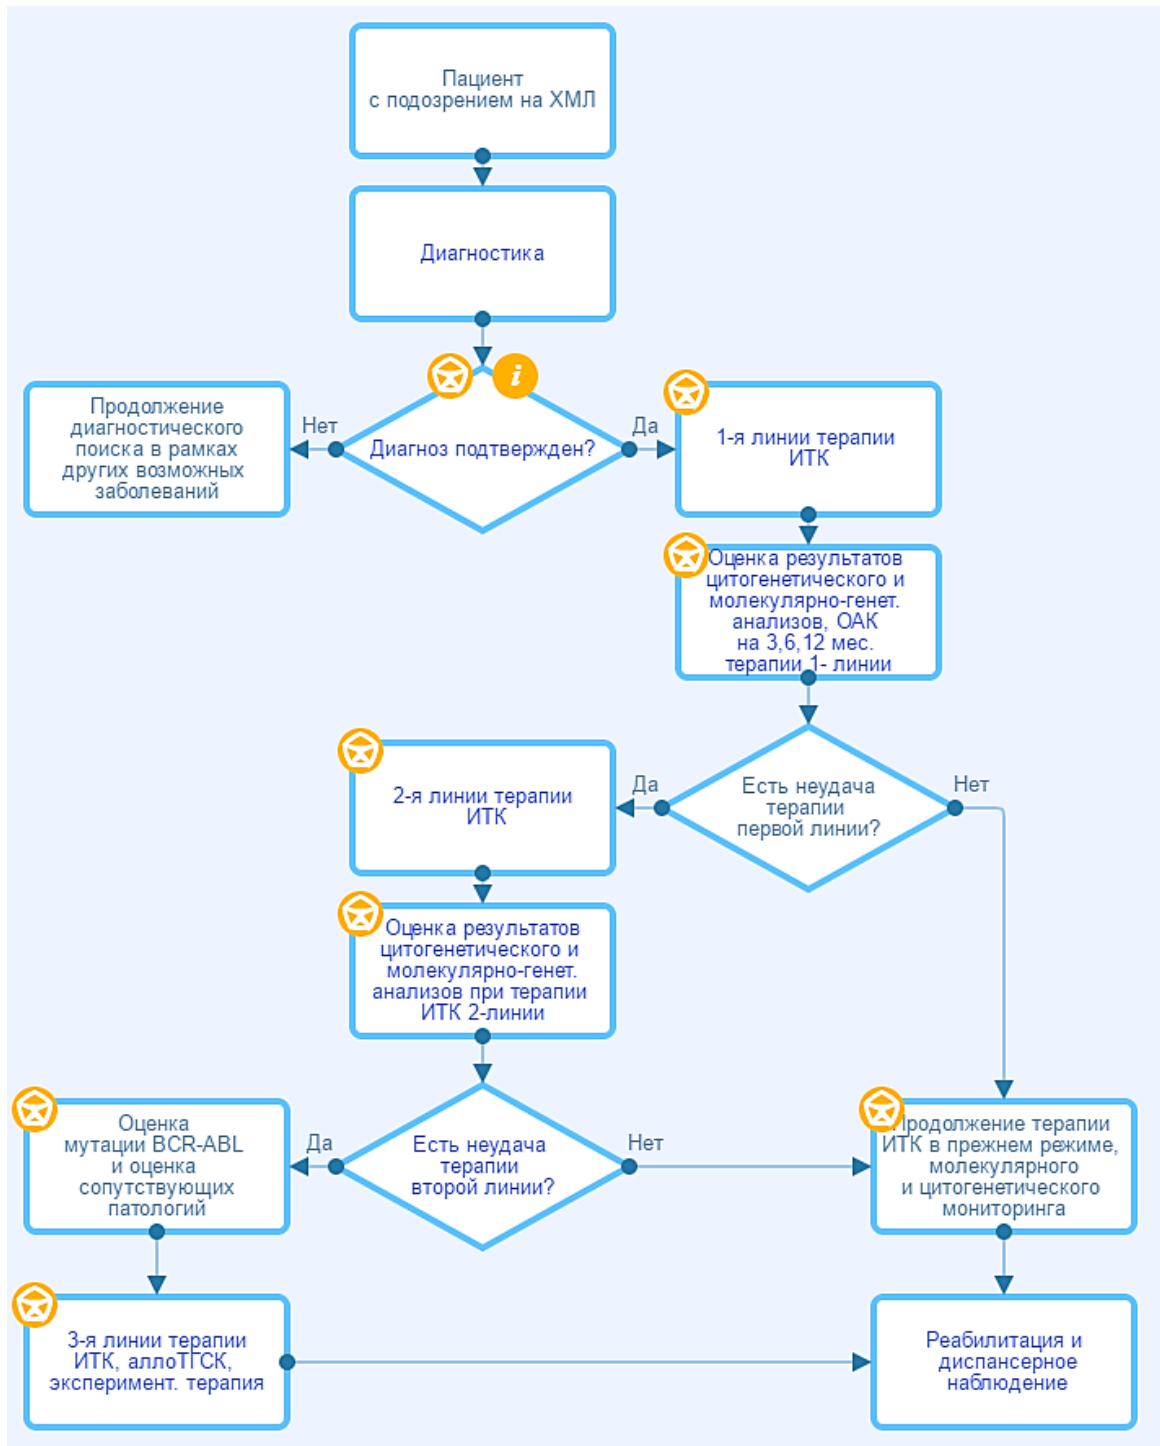 Пациент
с подозрением на ХМЛ
Диагностика
i
Диагноз подтвержден?
Нет
Да
Продолжение
диагностического
поиска в рамках
других возможных
заболеваний
1-я линии терапии
ИТК
Оценка результатов
цитогенетического и
молекулярно-генет.
анализов, ОАК
на 3,6,12 мес.
терапии 1- линии
Есть неудача
терапии
первой линии?
Да
Нет
2-я линии терапии
ИТК
Оценка результатов
цитогенетического и
молекулярно-генет.
анализов при терапии
ИТК 2-линии
Есть неудача
терапии
второй линии?
Да
Нет
Оценка
мутации BCR-ABL
и оценка
сопутствующих
патологий
Продолжение терапии
ИТК в прежнем режиме,
молекулярного
и цитогенетического
мониторинга
3-я линии терапии
ИТК, аллоТГСК,
эксперимент. терапия
Реабилитация и
диспансерное
наблюдение